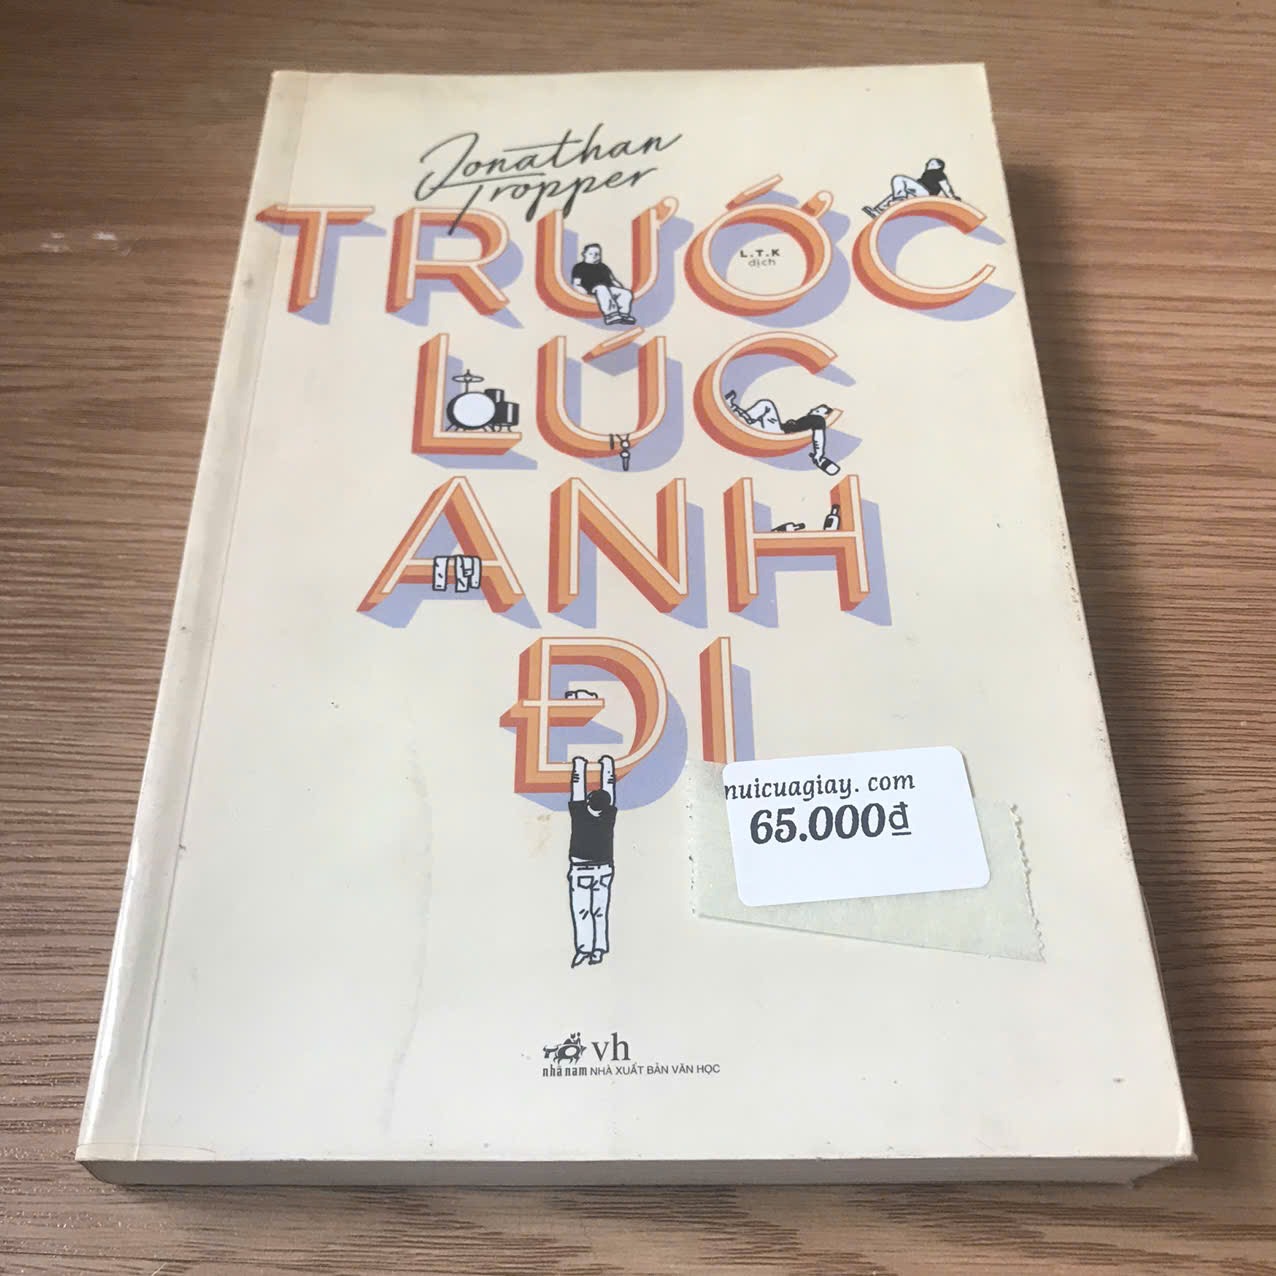 Jonathan
Tropper
TRƯỚC
L.T.K
dịch
LÚC
ANH
ĐI
nuicuagiay. com
65.000đ
vh
nhã nam NHÀ XUẤT BẢN VĂN HỌC